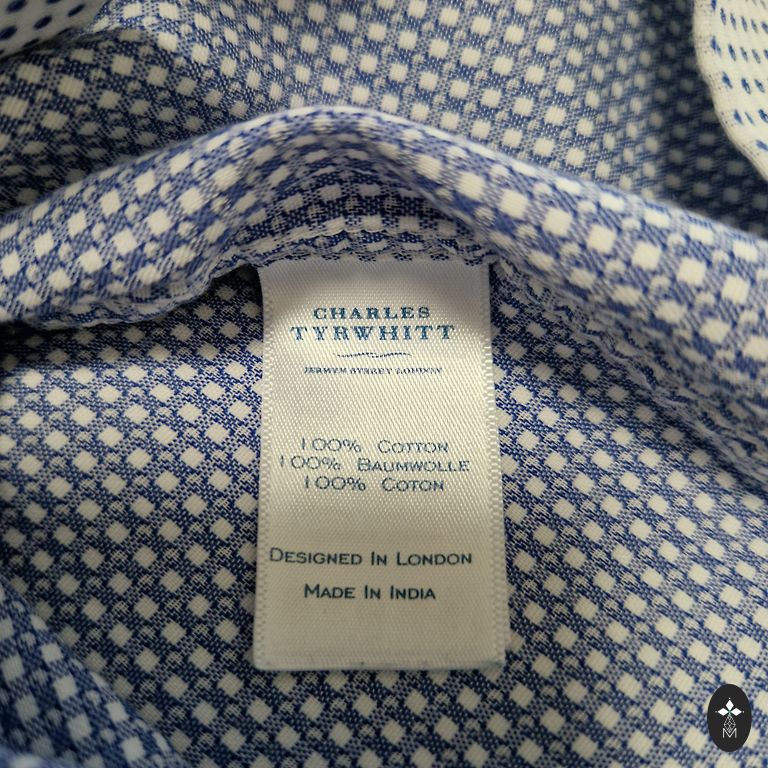 CHARLES
TYRWHITT
JERMYN STREET LONDON
100% COTTON
100% BAUMWOLLE
100% COTON
DESIGNED IN LONDON
MADE IN INDIA